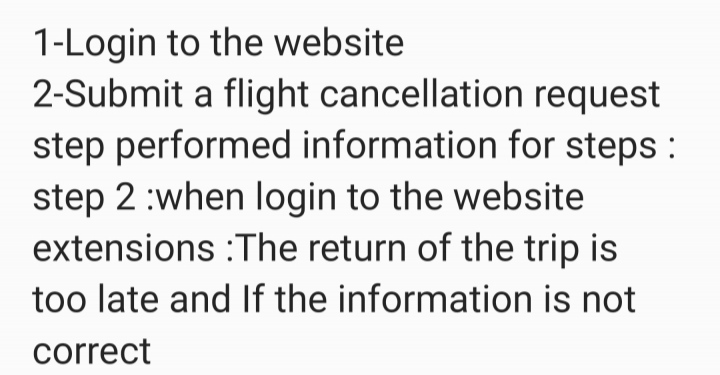 1-Login to the website
2-Submit a flight cancellation request
step performed information for steps :
step 2 :when login to the website
extensions :The return of the trip is
too late and If the information is not
correct